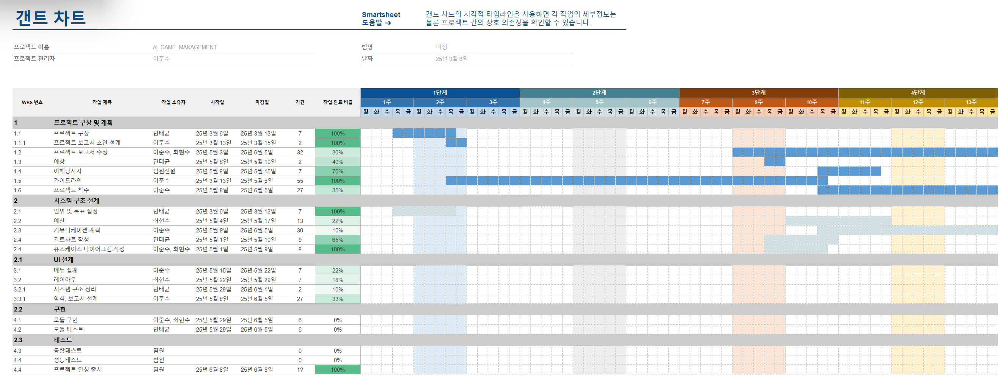 갠트 차트
Smartsheet
도움말 ➜
갠트 차트의 시각적 타임라인을 사용하면 각 작업의 세부정보는
물론 프로젝트 간의 상호 의존성을 확인할 수 있습니다.
프로젝트 이름 AI_GAME_MANAGEMENT 팀명 미정
프로젝트 관리자 이준수 날짜 25년 3월 6일
1단계 2단계 3단계 4단계
WBS 번호 작업 제목 작업 소유자 시작일 마감일 기간 작업 완료 비율 1주 2주 3주 4주 5주 6주 7주 9주 10주 11주 12주 13주
월 화 수 목 금 월 화 수 목 금 월 화 수 목 금 월 화 수 목 금 월 화 수 목 금 월 화 수 목 금 월 화 수 목 금 월 화 수 목 금 월 화 수 목 금 월 화 수 목 금 월 화 수 목 금 월 화 수 목 금
1 프로젝트 구상 및 계획
1.1 프로젝트 구상 민태균 25년 3월 6일 25년 3월 13일 7 100%
1.1.1 프로젝트 보고서 초안 설계 이준수 25년 3월 13일 25년 3월 15일 2 100%
1.2 프로젝트 보고서 수정 이준수, 최현수 25년 5월 3일 25년 6월 5일 32 30%
1.3 예상 민태균 25년 5월 8일 25년 5월 10일 2 40%
1.4 이해당사자 팀원전원 25년 5월 8일 25년 5월 15일 7 70%
1.5 가이드라인 이준수 25년 3월 13일 25년 5월 8일 55 100%
1.6 프로젝트 착수 이준수 25년 5월 8일 25년 6월 5일 27 35%
2 시스템 구조 설계
2.1 범위 및 목표 설정 민태균 25년 3월 6일 25년 3월 13일 7 100%
2.2 예산 최현수 25년 5월 4일 25년 5월 17일 13 22%
2.3 커뮤니케이션 계획 이준수 25년 5월 8일 25년 6월 5일 30 10%
2.4 간트차트 작성 민태균 25년 5월 1일 25년 5월 10일 9 65%
2.4 유스케이스 다이어그램 작성 이준수, 최현수 25년 5월 1일 25년 5월 9일 8 100%
2.1 UI 설계
3.1 메뉴 설계 이준수 25년 5월 15일 25년 5월 22일 7 22%
3.2 레이아웃 최현수 25년 5월 22일 25년 5월 29일 7 18%
3.2.1 시스템 구조 정리 민태균 25년 5월 29일 25년 6월 1일 2 10%
3.3.1 양식, 보고서 설계 이준수 25년 5월 8일 25년 6월 5일 27 33%
2.2 구현
4.1 모듈 구현 이준수, 최현수 25년 5월 29일 25년 6월 5일 6 0%
4.2 모듈 테스트 민태균 25년 5월 29일 25년 6월 5일 6 0%
2.3 테스트
4.3 통합테스트 팀원 0 0%
4.4 성능테스트 팀원 0 0%
4.4 프로젝트 완성 출시 팀원 25년 6월 8일 25년 6월 8일 1? 100%